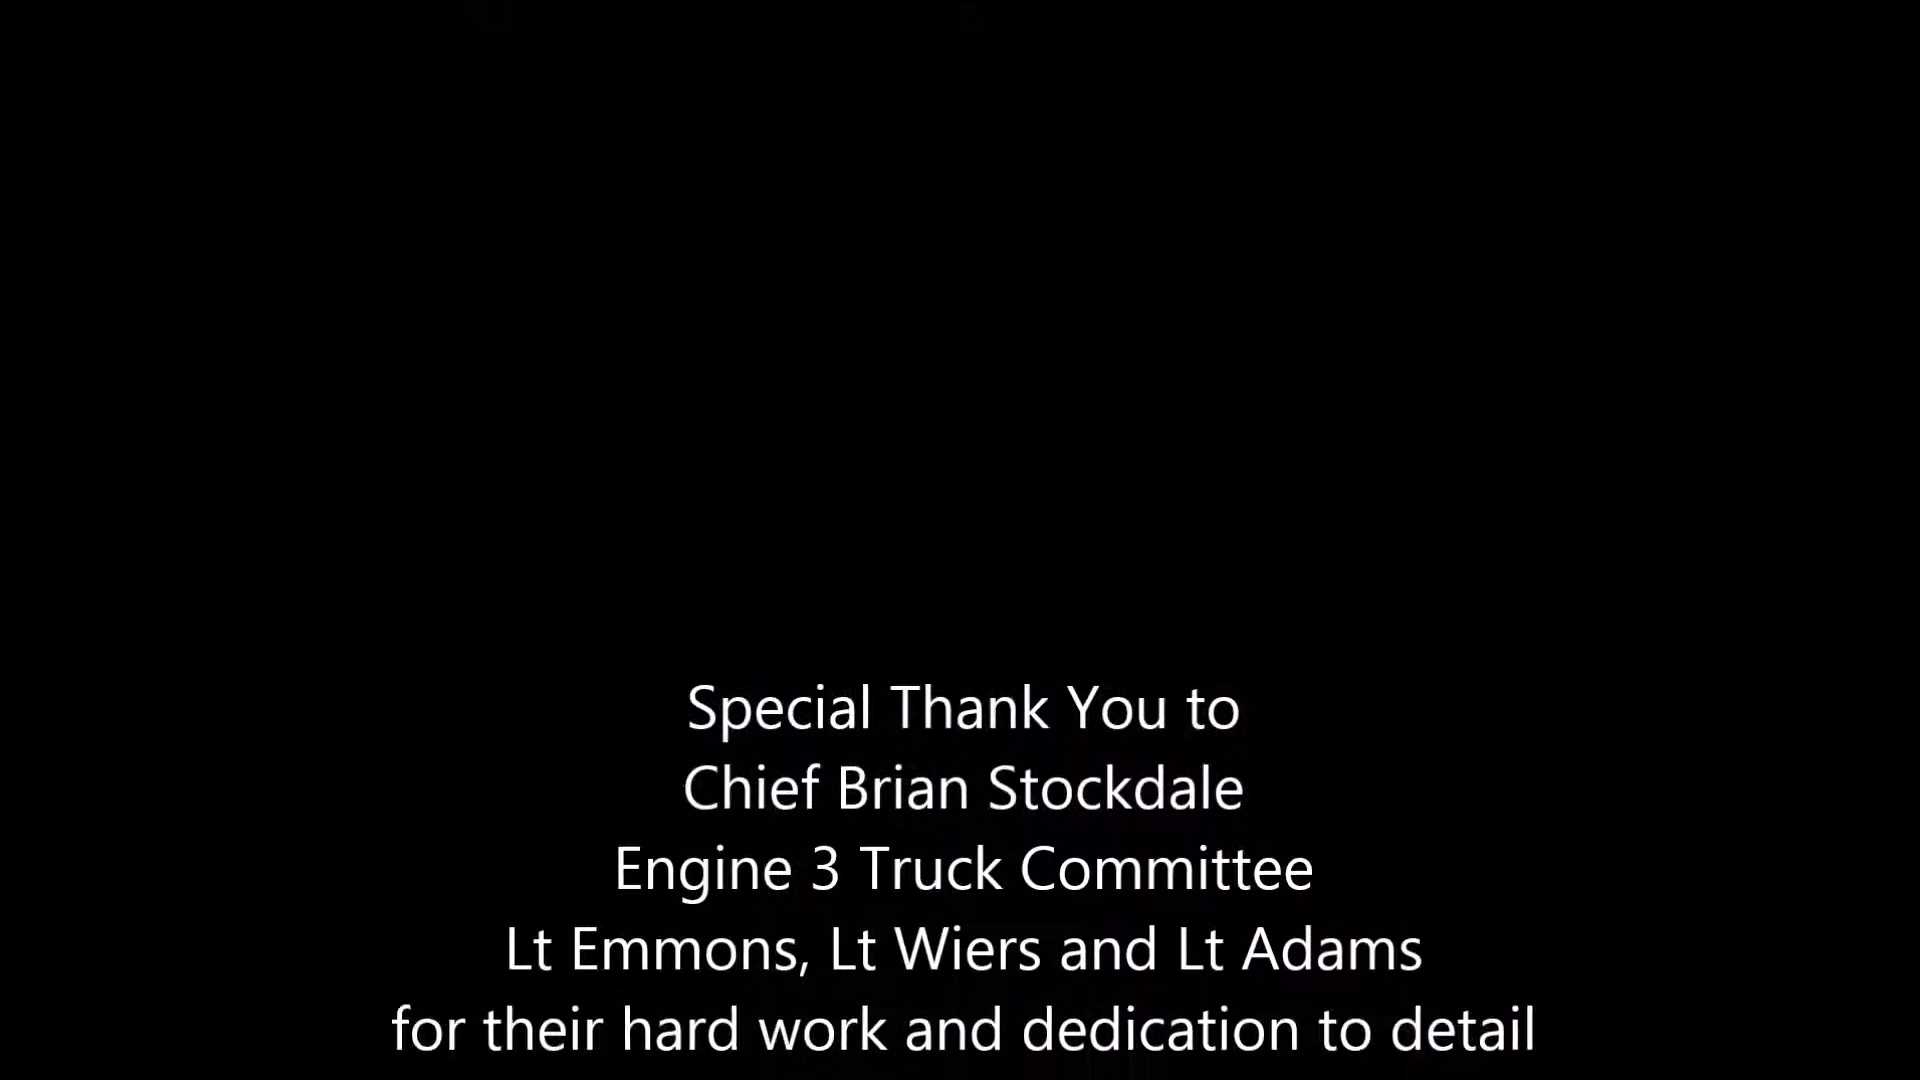 Special Thank You to
Chief Brian Stockdale
Engine 3 Truck Committee
Lt Emmons, Lt Wiers and Lt Adams
for their hard work and dedication to detail